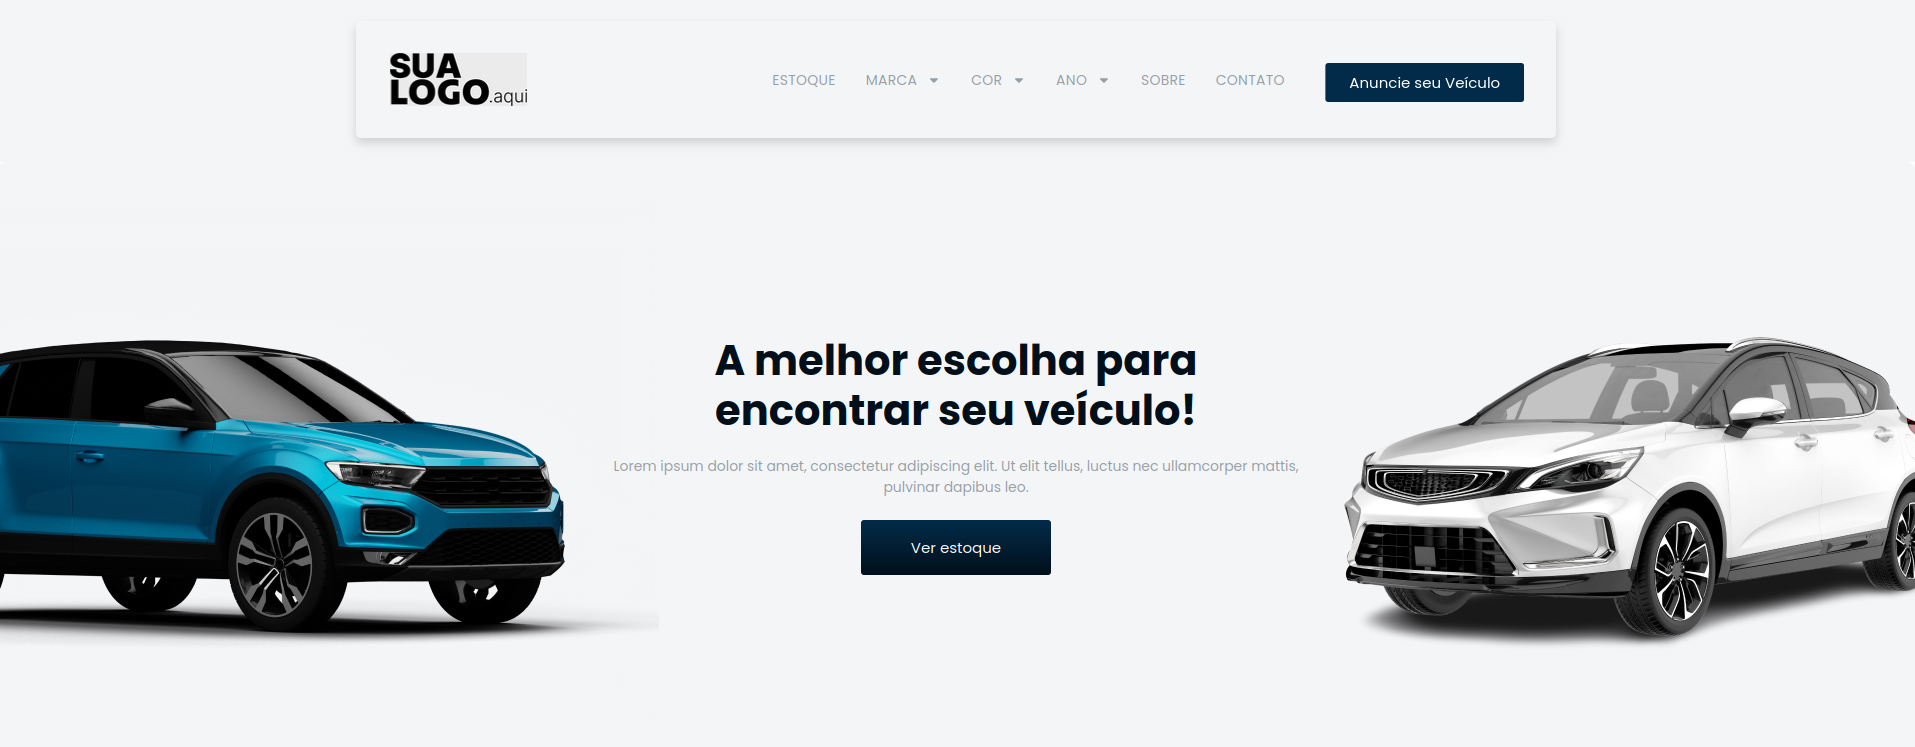 SUA
LOGO.aqui
ESTOQUE
MARCA
COR
ANO
SOBRE
CONTATO
Anuncie seu Veículo
A melhor escolha para
encontrar seu veículo!
Lorem ipsum dolor sit amet, consectetur adipiscing elit. Ut elit tellus, luctus nec ullamcorper mattis,
pulvinar dapibus leo.
Ver estoque